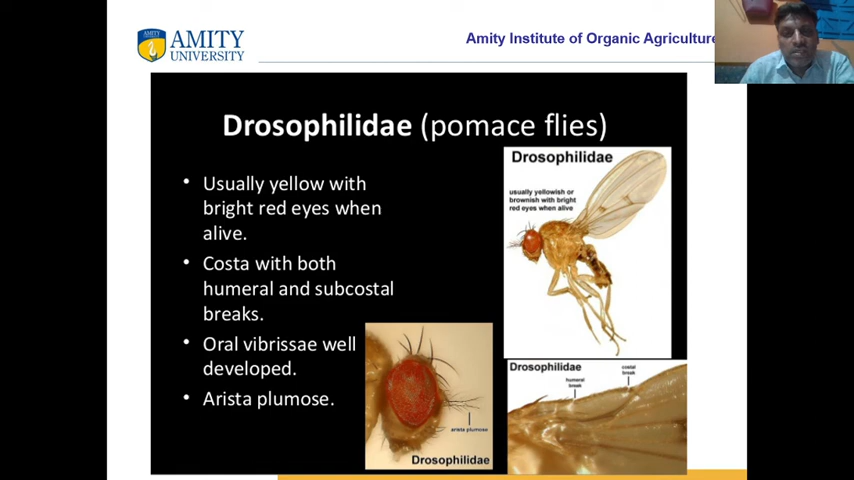 AMITY
AMITY
UNIVERSITY
Amity Institute of Organic Agriculture
Drosophilidae (pomace flies)
• Usually yellow with
bright red eyes when
alive.
• Costa with both
humeral and subcostal
breaks.
• Oral vibrissae well
developed.
• Arista plumose.
Drosophilidae
usually yellowish or
brownish with bright
red eyes when alive
arista plumose
Drosophilidae
Drosophilidae
humeral
break
costal
break